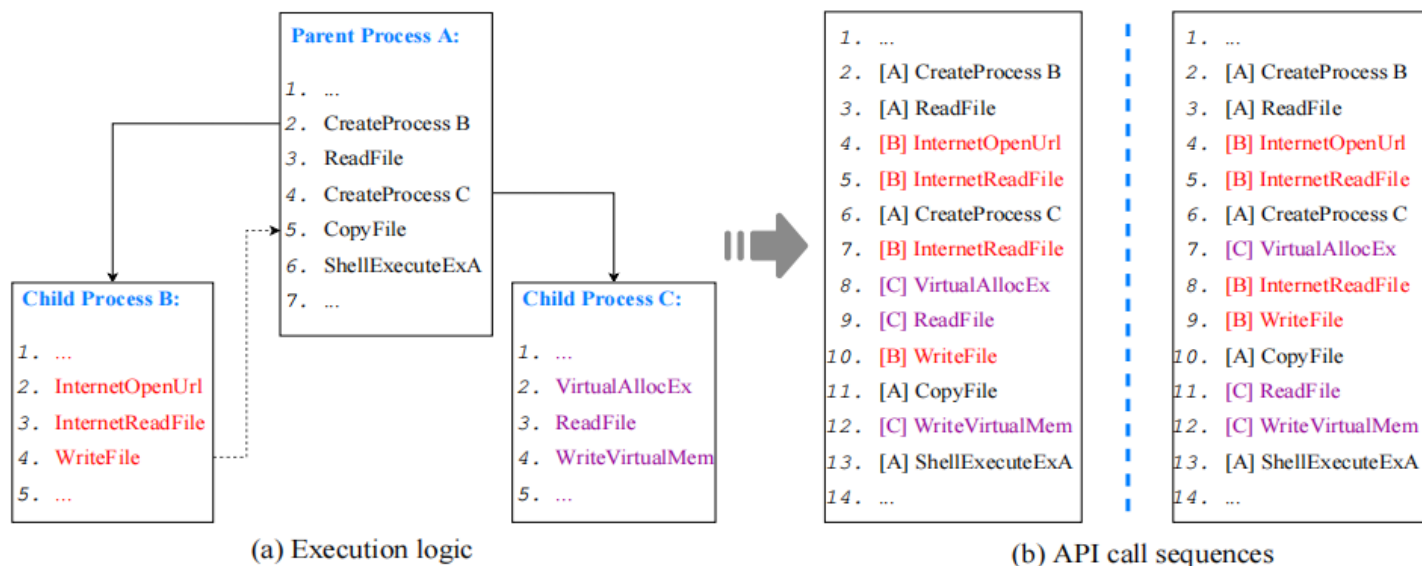 Parent Process A:
1. ...
2. CreateProcess B
3. ReadFile
4. CreateProcess C
5. CopyFile
6. ShellExecuteExA
7. ...
Child Process B:
1. ...
2. InternetOpenUrl
3. InternetReadFile
4. WriteFile
5. ...
Child Process C:
1. ...
2. VirtualAllocEx
3. ReadFile
4. WriteVirtualMem
5. ...
(a) Execution logic
1. ...
2. [A] CreateProcess B
3. [A] ReadFile
4. [B] InternetOpenUrl
5. [B] InternetReadFile
6. [A] CreateProcess C
7. [B] InternetReadFile
8. [C] VirtualAllocEx
9. [C] ReadFile
10. [B] WriteFile
11. [A] CopyFile
12. [C] WriteVirtualMem
13. [A] ShellExecuteExA
14. ...
1. ...
2. [A] CreateProcess B
3. [A] ReadFile
4. [B] InternetOpenUrl
5. [B] InternetReadFile
6. [A] CreateProcess C
7. [C] VirtualAllocEx
8. [B] InternetReadFile
9. [B] WriteFile
10. [A] CopyFile
11. [C] ReadFile
12. [C] WriteVirtualMem
13. [A] ShellExecuteExA
14. ...
(b) API call sequences